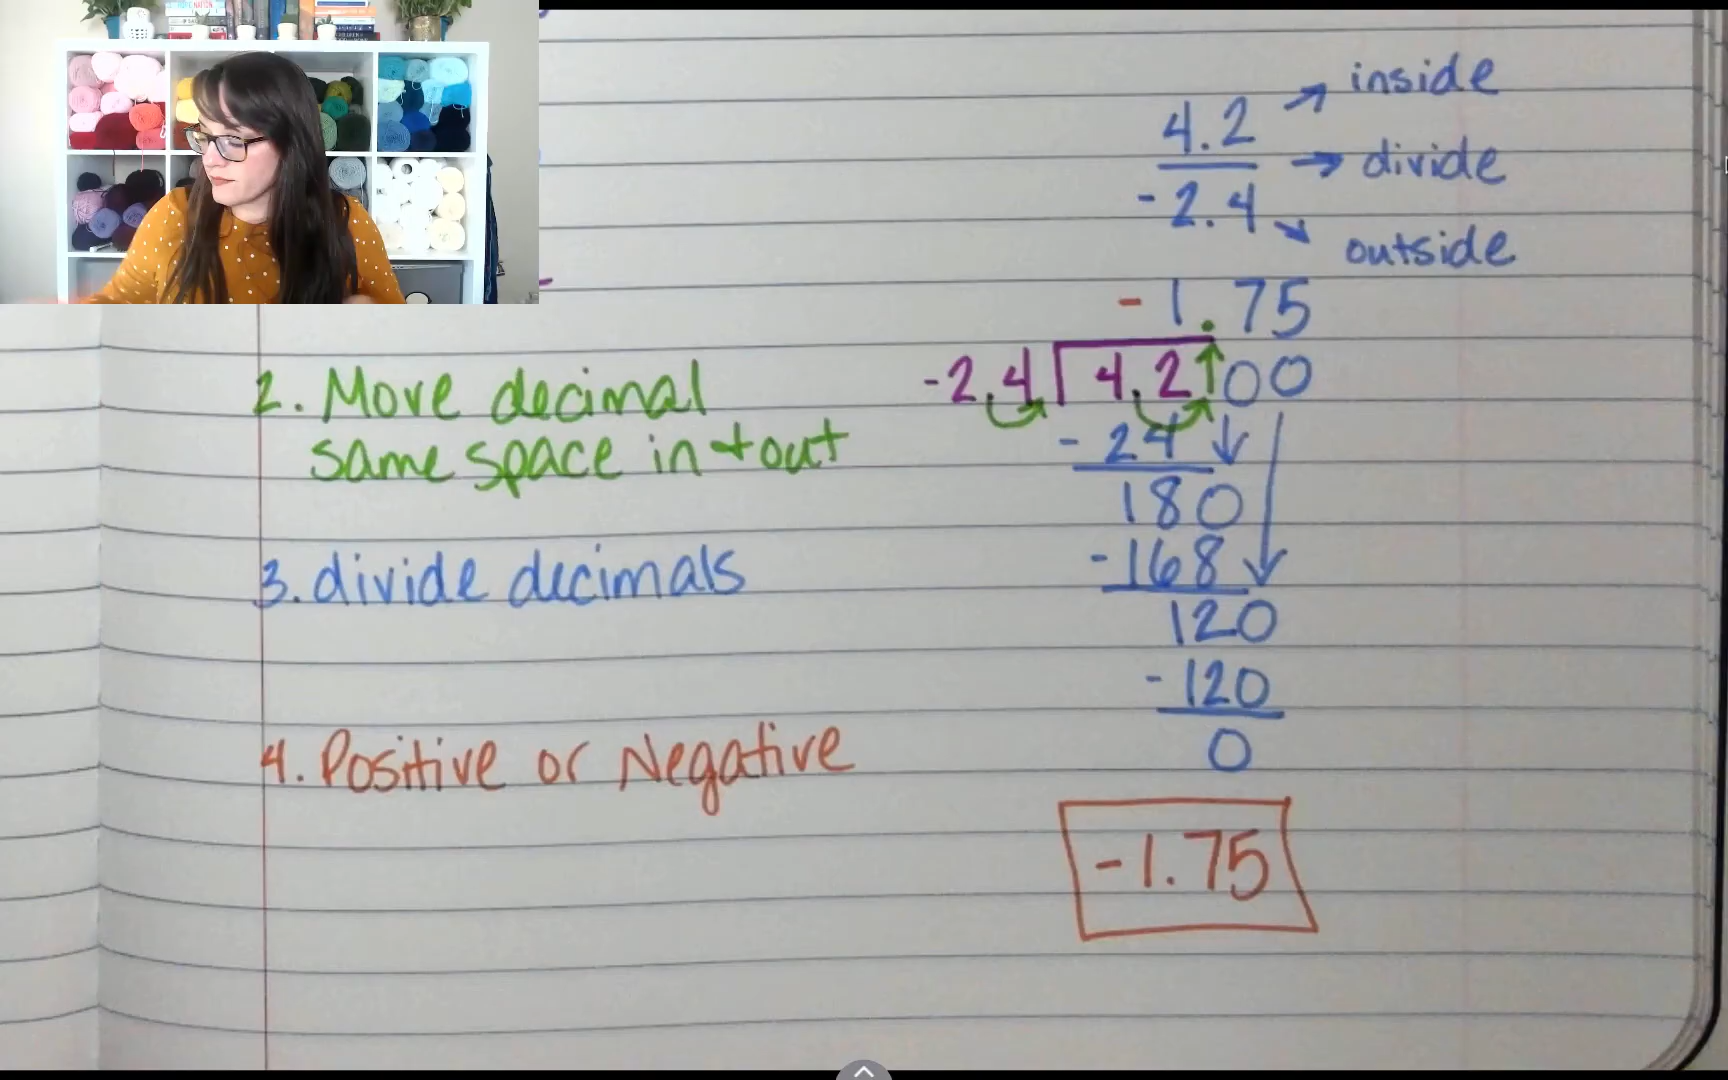 4.2 → inside
→ divide
-2.4 ↘ outside
-1.75
-2.4 4.2↑00
2. Move decimal
same space in + out
-24 ↓
180
3. divide decimals
-168 ↓
120
-120
0
4. Positive or Negative
-1.75